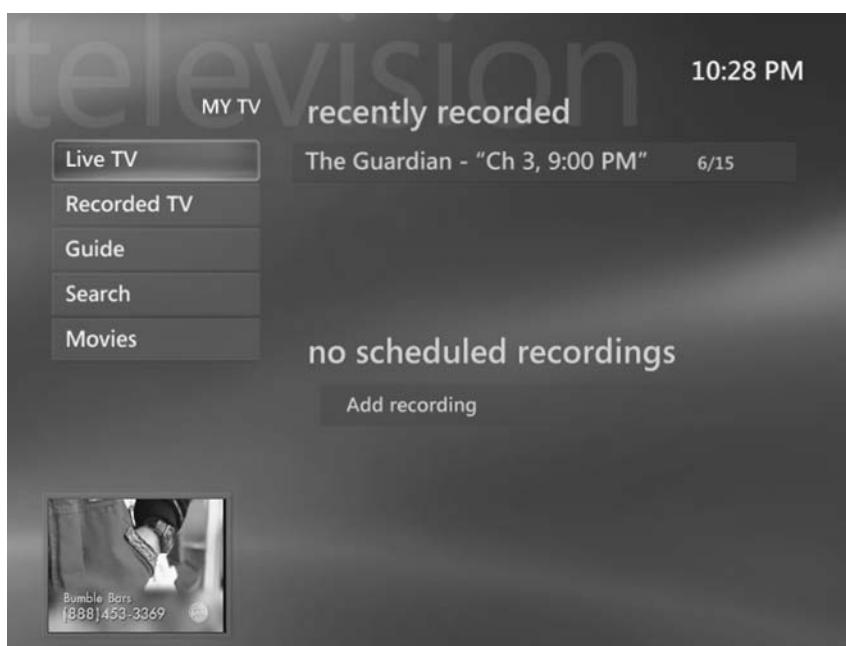 television
10:28 PM
MY TV
recently recorded
Live TV
The Guardian - “Ch 3, 9:00 PM” 6/15
Recorded TV
Guide
Search
Movies
no scheduled recordings
Add recording
Bumble Bars
(888)453-3369